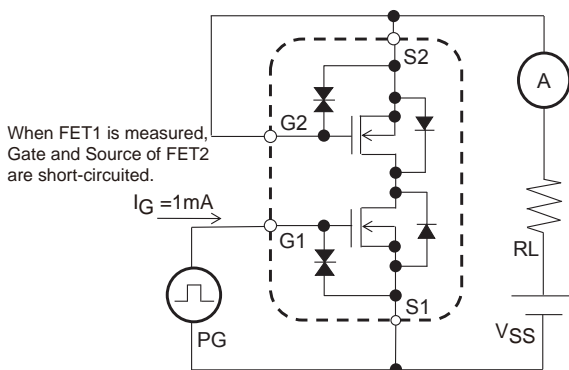 S2
A
G2
When FET1 is measured,
Gate and Source of FET2
are short-circuited.
IG =1mA
G1
RL
S1
VSS
PG